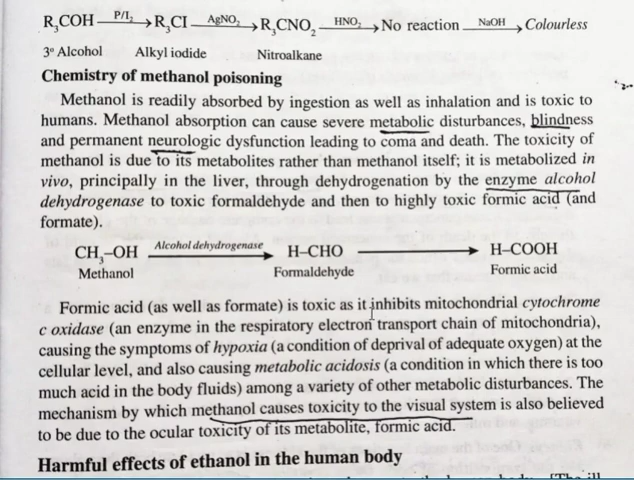 R₃COH —P/I₂→ R₃CI —AgNO₂→ R₃CNO₂ —HNO₂→ No reaction —NaOH→ Colourless
3° Alcohol Alkyl iodide Nitroalkane
Chemistry of methanol poisoning
Methanol is readily absorbed by ingestion as well as inhalation and is toxic to
humans. Methanol absorption can cause severe metabolic disturbances, blindness
and permanent neurologic dysfunction leading to coma and death. The toxicity of
methanol is due to its metabolites rather than methanol itself; it is metabolized in
vivo, principally in the liver, through dehydrogenation by the enzyme alcohol
dehydrogenase to toxic formaldehyde and then to highly toxic formic acid (and
formate).
CH₃–OH —Alcohol dehydrogenase→ H–CHO ⟶ H–COOH
Methanol Formaldehyde Formic acid
Formic acid (as well as formate) is toxic as it inhibits mitochondrial cytochrome
c oxidase (an enzyme in the respiratory electron transport chain of mitochondria),
causing the symptoms of hypoxia (a condition of deprival of adequate oxygen) at the
cellular level, and also causing metabolic acidosis (a condition in which there is too
much acid in the body fluids) among a variety of other metabolic disturbances. The
mechanism by which methanol causes toxicity to the visual system is also believed
to be due to the ocular toxicity of its metabolite, formic acid.
Harmful effects of ethanol in the human body